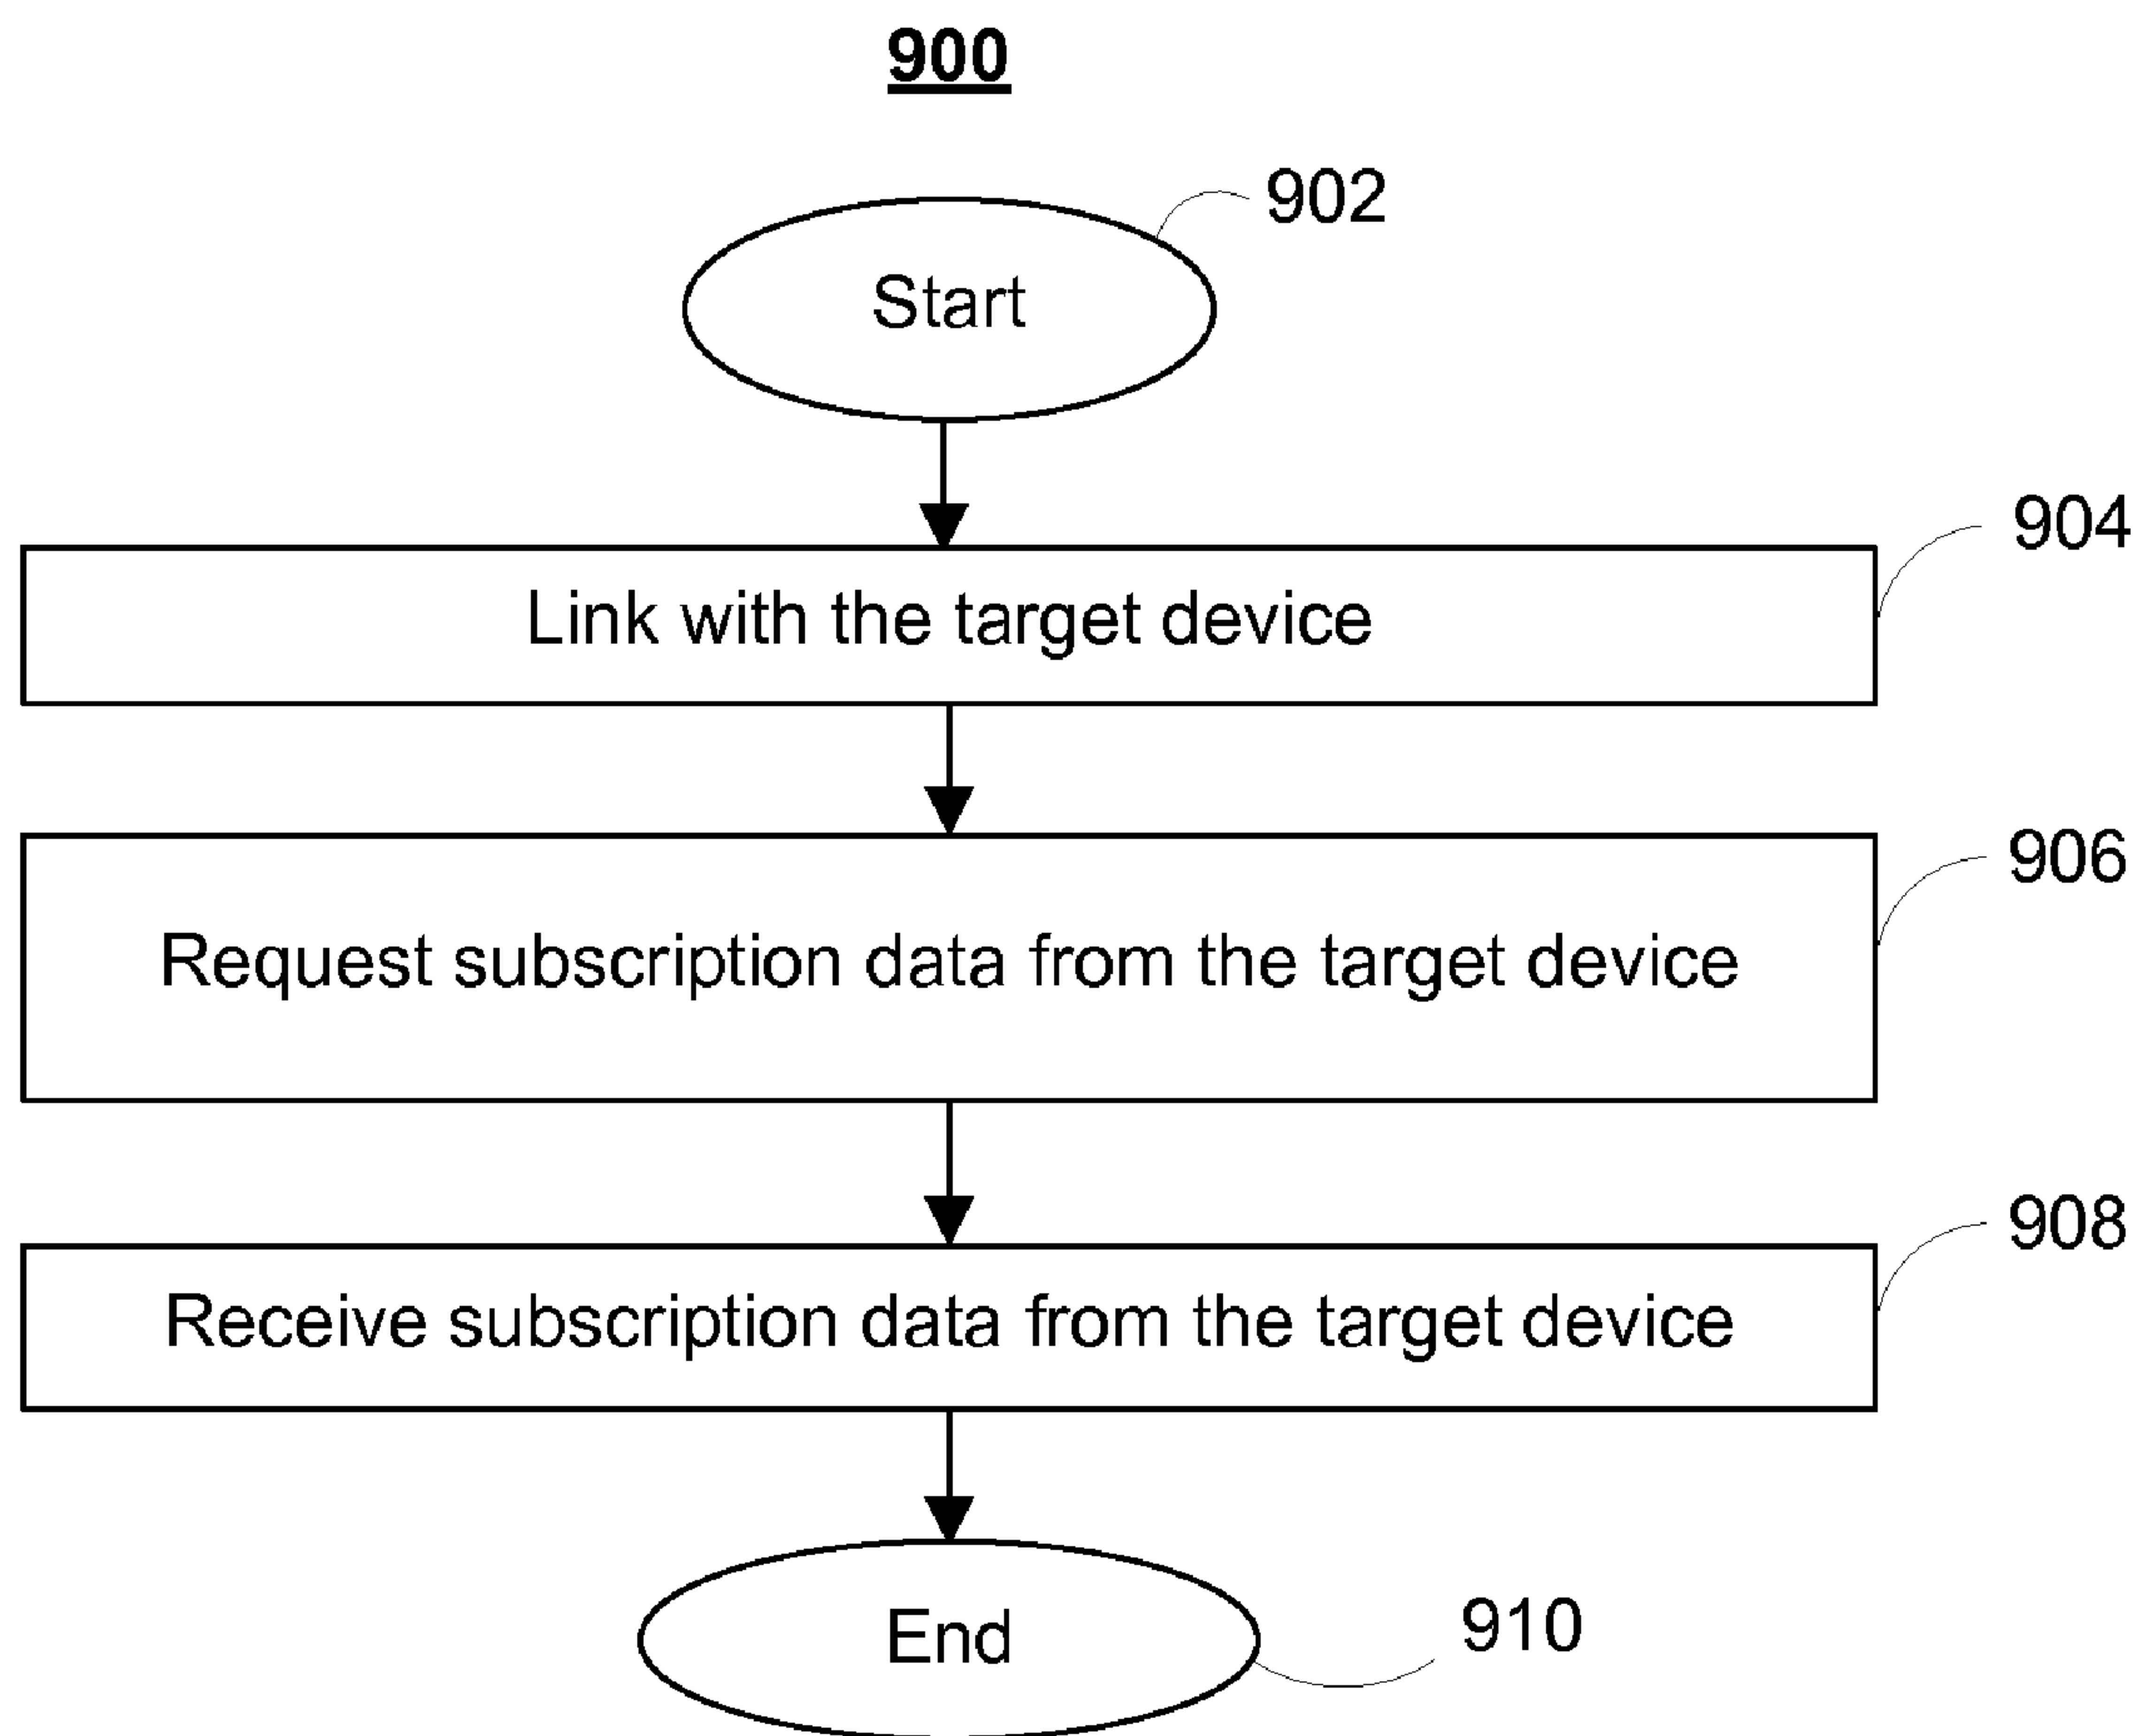 900
902
Start
904
Link with the target device
906
Request subscription data from the target device
908
Receive subscription data from the target device
End
910